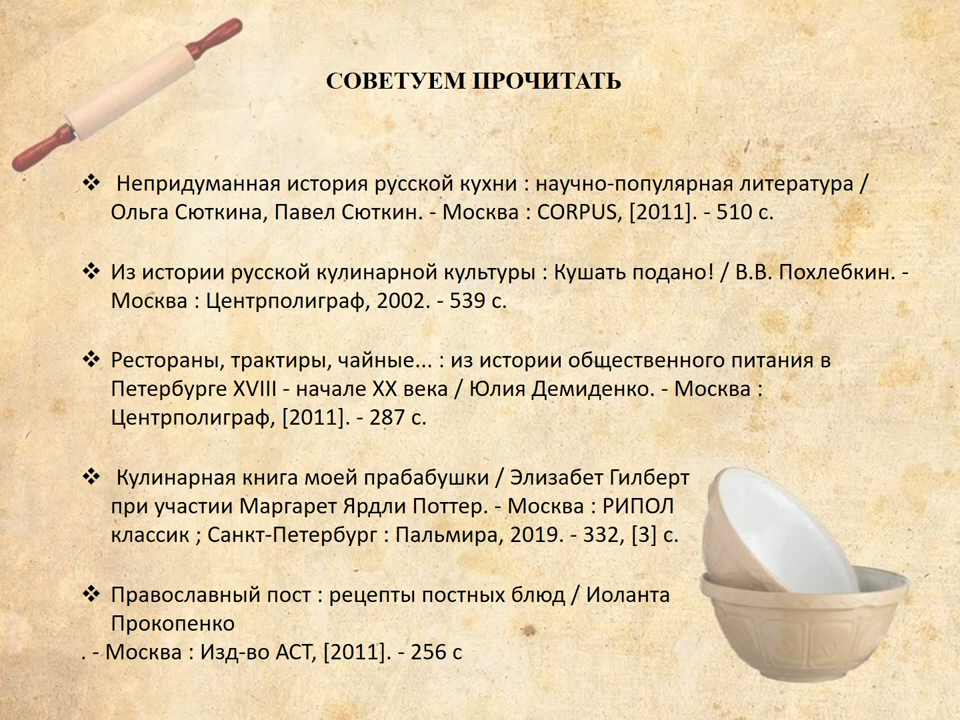 СОВЕТУЕМ ПРОЧИТАТЬ
❖ Непридуманная история русской кухни : научно-популярная литература /
Ольга Сюткина, Павел Сюткин. - Москва : CORPUS, [2011]. - 510 с.
❖ Из истории русской кулинарной культуры : Кушать подано! / В.В. Похлебкин. -
Москва : Центрполиграф, 2002. - 539 с.
❖ Рестораны, трактиры, чайные... : из истории общественного питания в
Петербурге XVIII - начале XX века / Юлия Демиденко. - Москва :
Центрполиграф, [2011]. - 287 с.
❖ Кулинарная книга моей прабабушки / Элизабет Гилберт
при участии Маргарет Ярдли Поттер. - Москва : РИПОЛ
классик ; Санкт-Петербург : Пальмира, 2019. - 332, [3] с.
❖ Православный пост : рецепты постных блюд / Иоланта
Прокопенко
. - Москва : Изд-во АСТ, [2011]. - 256 с